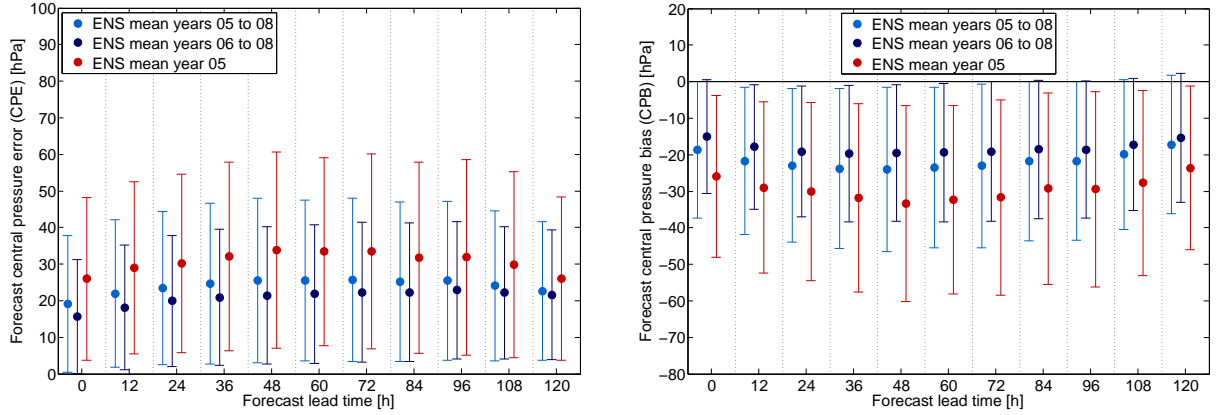 100
90
80
70
60
50
40
30
20
10
0
Forecast central pressure error (CPE) [hPa]
ENS mean years 05 to 08
ENS mean years 06 to 08
ENS mean year 05
0 12 24 36 48 60 72 84 96 108 120
Forecast lead time [h]
20
10
0
−10
−20
−30
−40
−50
−60
−70
−80
Forecast central pressure bias (CPB) [hPa]
ENS mean years 05 to 08
ENS mean years 06 to 08
ENS mean year 05
0 12 24 36 48 60 72 84 96 108 120
Forecast lead time [h]